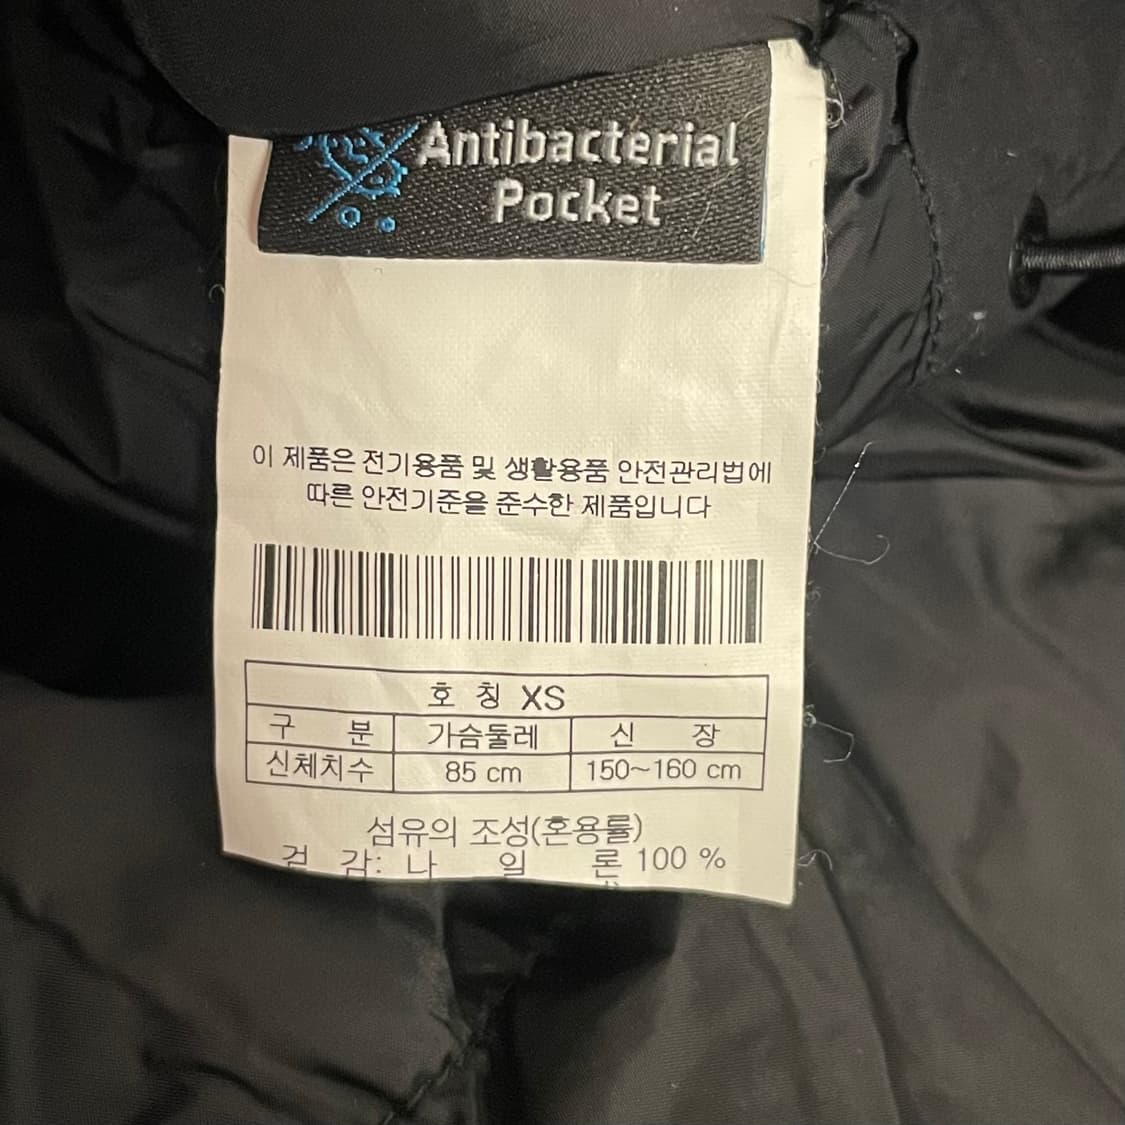 Antibacterial
Pocket
이 제품은 전기용품 및 생활용품 안전관리법에
따른 안전기준을 준수한 제품입니다
호 칭 XS
구 분 가슴둘레 신 장
신체치수 85 cm 150~160 cm
섬유의 조성(혼용률)
겉 감: 나 일 론 100 %